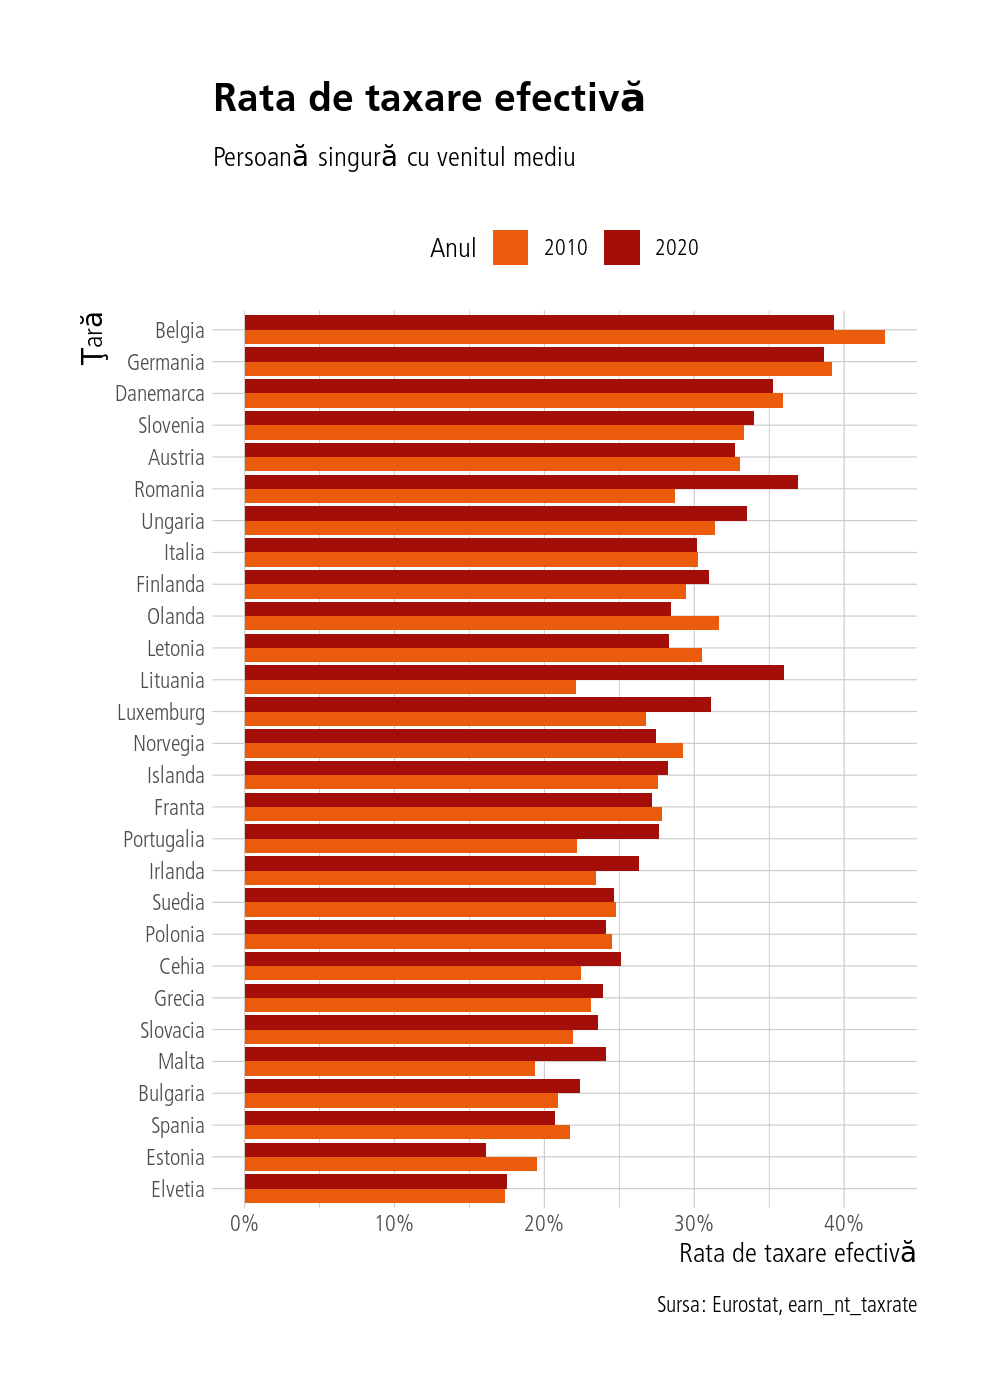 Rata de taxare efectivă
Persoană singură cu venitul mediu
Anul 2010 2020
Ţară
Belgia
Germania
Danemarca
Slovenia
Austria
Romania
Ungaria
Italia
Finlanda
Olanda
Letonia
Lituania
Luxemburg
Norvegia
Islanda
Franta
Portugalia
Irlanda
Suedia
Polonia
Cehia
Grecia
Slovacia
Malta
Bulgaria
Spania
Estonia
Elvetia
0% 10% 20% 30% 40%
Rata de taxare efectivă
Sursa: Eurostat, earn_nt_taxrate